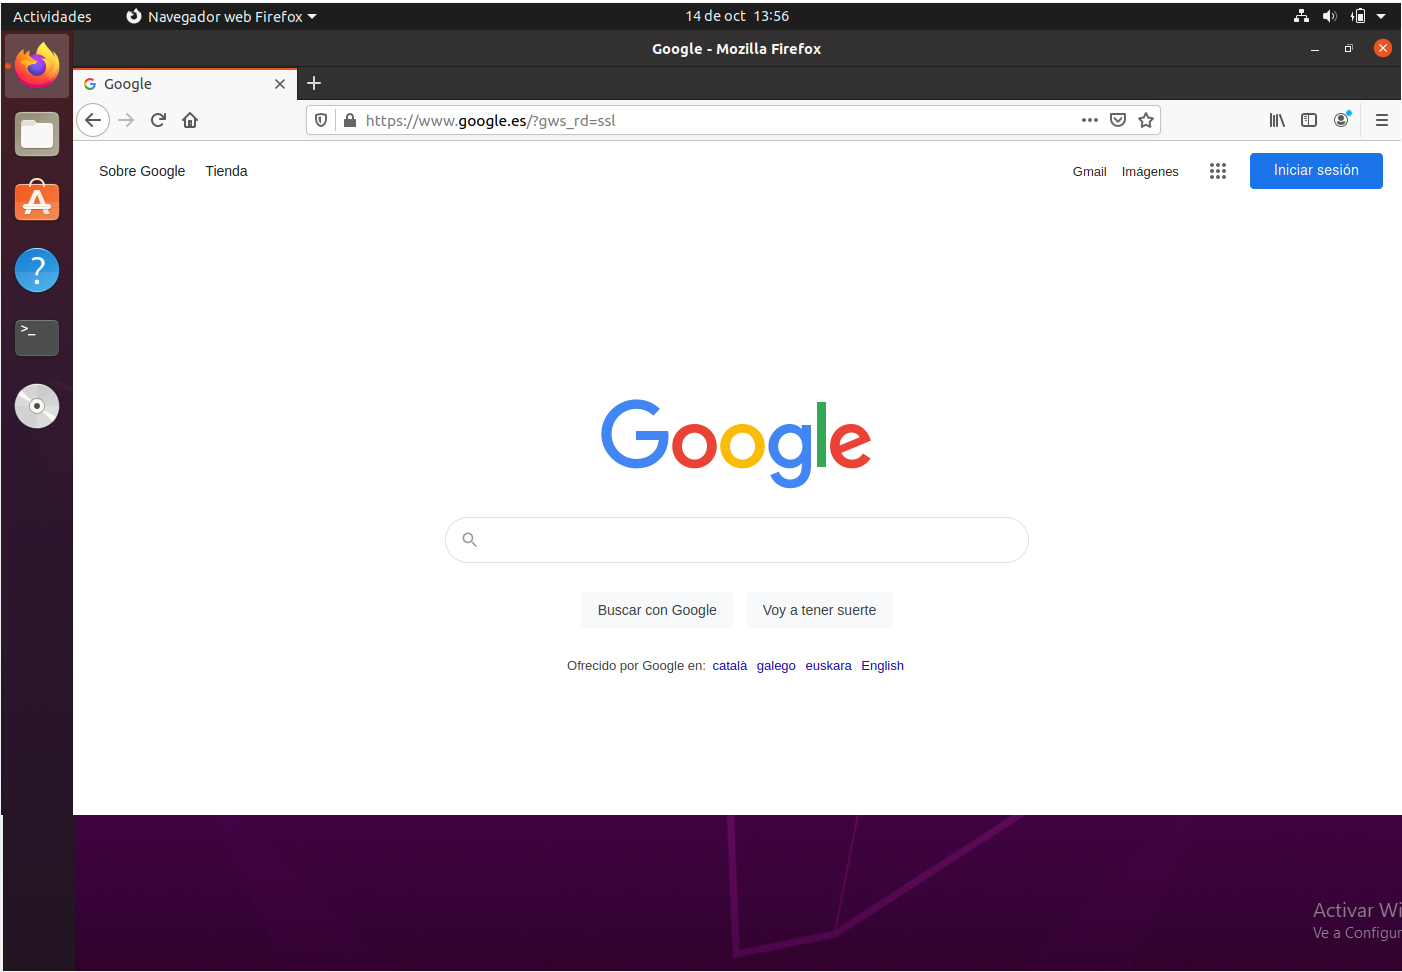 Actividades Navegador web Firefox 14 de oct 13:56
Google - Mozilla Firefox
Google
https://www.google.es/?gws_rd=ssl
Sobre Google Tienda Gmail Imágenes Iniciar sesión
Google
Buscar con Google Voy a tener suerte
Ofrecido por Google en: català galego euskara English
Activar Wi
Ve a Configur